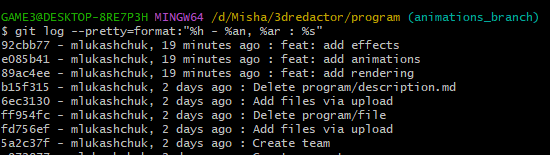 GAME3@DESKTOP-8RE7P3H MINGW64 /d/Misha/3dredactor/program (animations_branch)
$ git log --pretty=format:"%h - %an, %ar : %s"
92cbb77 - mlukashchuk, 19 minutes ago : feat: add effects
e085b41 - mlukashchuk, 19 minutes ago : feat: add animations
89ac4ee - mlukashchuk, 19 minutes ago : feat: add rendering
b15f315 - mlukashchuk, 2 days ago : Delete program/description.md
6ec3130 - mlukashchuk, 2 days ago : Add files via upload
ff954fc - mlukashchuk, 2 days ago : Delete program/file
fd756ef - mlukashchuk, 2 days ago : Add files via upload
5a2c37f - mlukashchuk, 2 days ago : Create team